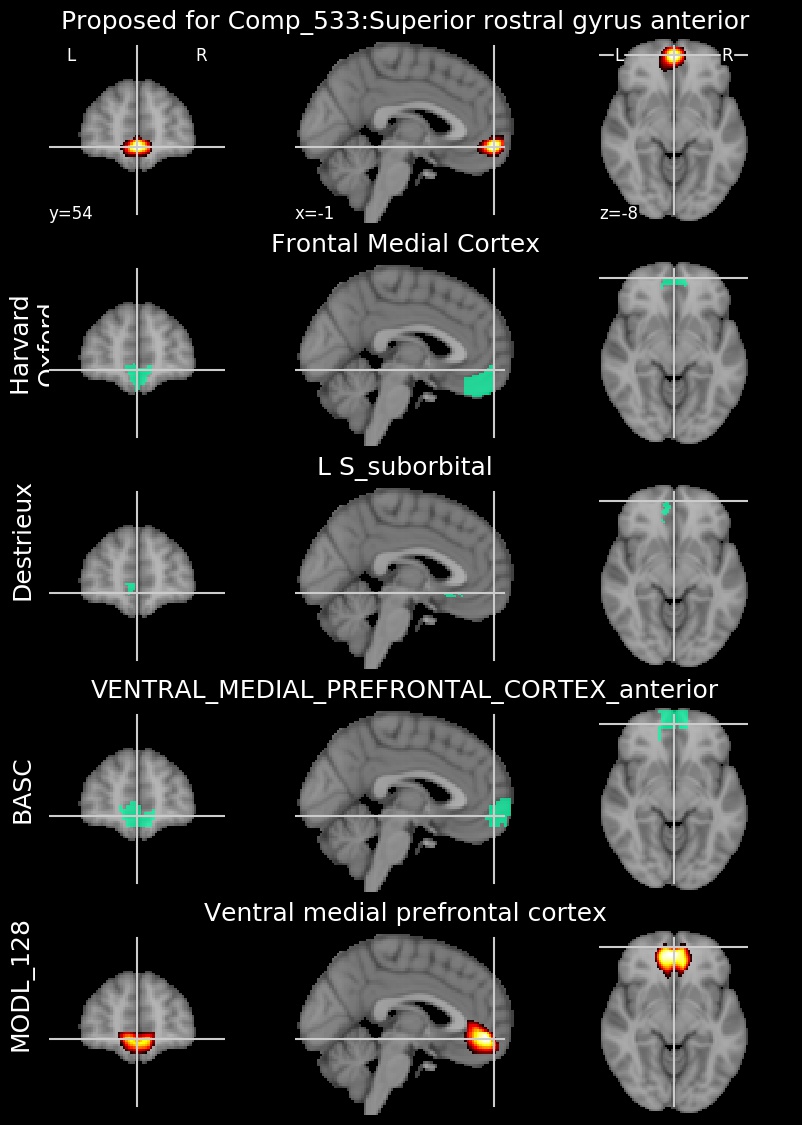 Proposed for Comp_533:Superior rostral gyrus anterior
L R
L R
y=54 x=-1 z=-8
Frontal Medial Cortex
Harvard
Oxford
L S_suborbital
Destrieux
VENTRAL_MEDIAL_PREFRONTAL_CORTEX_anterior
BASC
Ventral medial prefrontal cortex
MODL_128